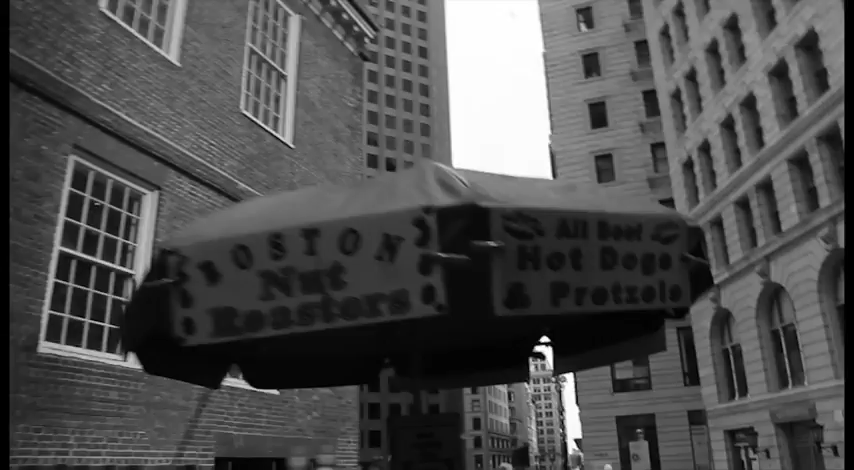 BOSTON
Nut
Roasters
All Beef
Hot Dogs
& Pretzels